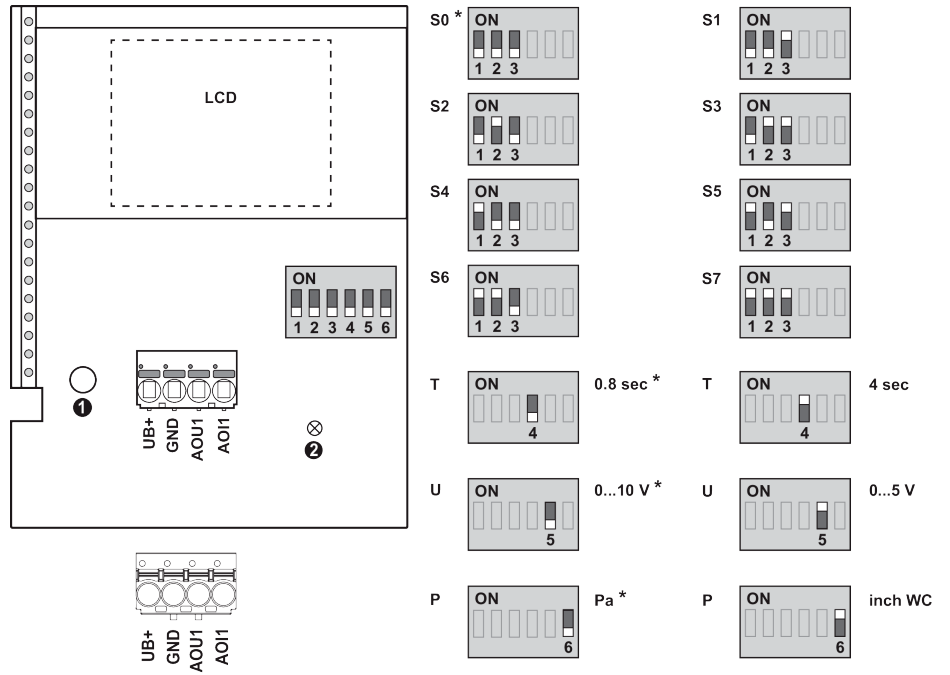 LCD
ON
1 2 3 4 5 6
❶
UB+
GND
AOU1
AOI1
❷
UB+
GND
AOU1
AOI1
S0 *
ON
1 2 3
S1
ON
1 2 3
S2
ON
1 2 3
S3
ON
1 2 3
S4
ON
1 2 3
S5
ON
1 2 3
S6
ON
1 2 3
S7
ON
1 2 3
T
ON
4
0.8 sec *
T
ON
4
4 sec
U
ON
5
0...10 V *
U
ON
5
0...5 V
P
ON
6
Pa *
P
ON
6
inch WC